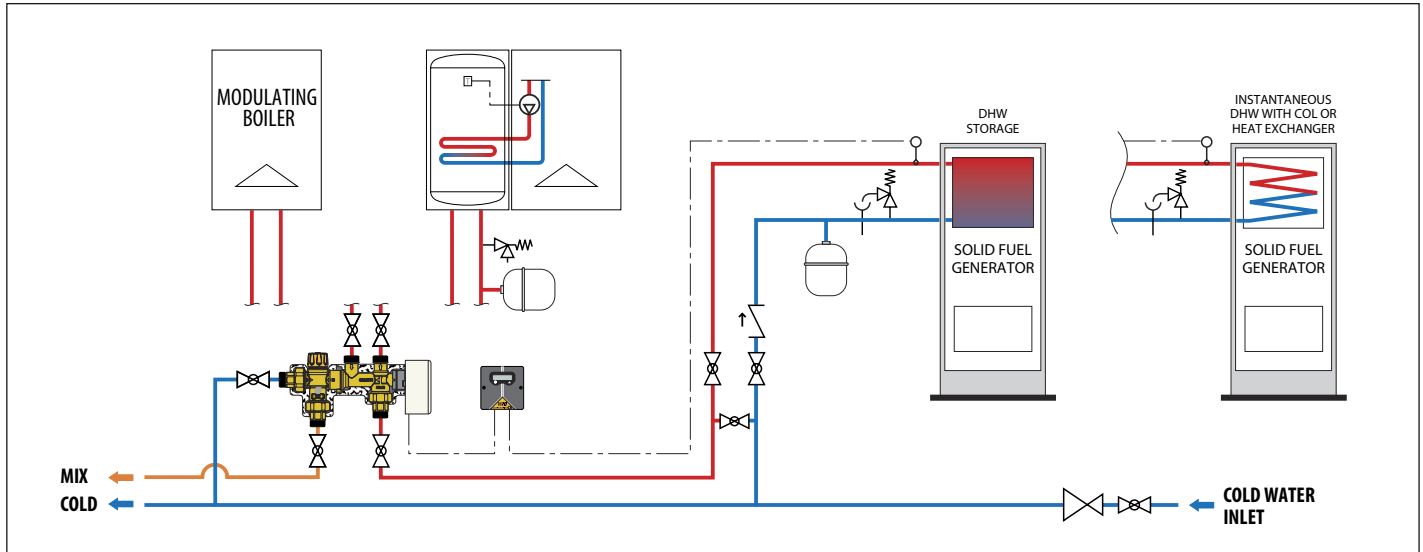 MODULATING
BOILER
DHW
STORAGE
INSTANTANEOUS
DHW WITH COL OR
HEAT EXCHANGER
SOLID FUEL
GENERATOR
SOLID FUEL
GENERATOR
MIX
COLD
COLD WATER
INLET